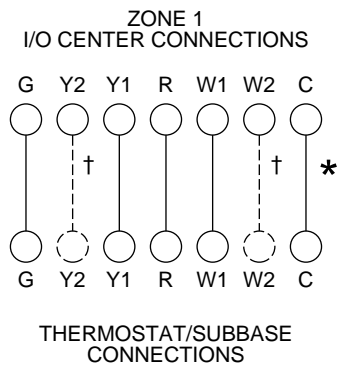 ZONE 1
I/O CENTER CONNECTIONS
G Y2 Y1 R W1 W2 C
† † *
G Y2 Y1 R W1 W2 C
THERMOSTAT/SUBBASE
CONNECTIONS